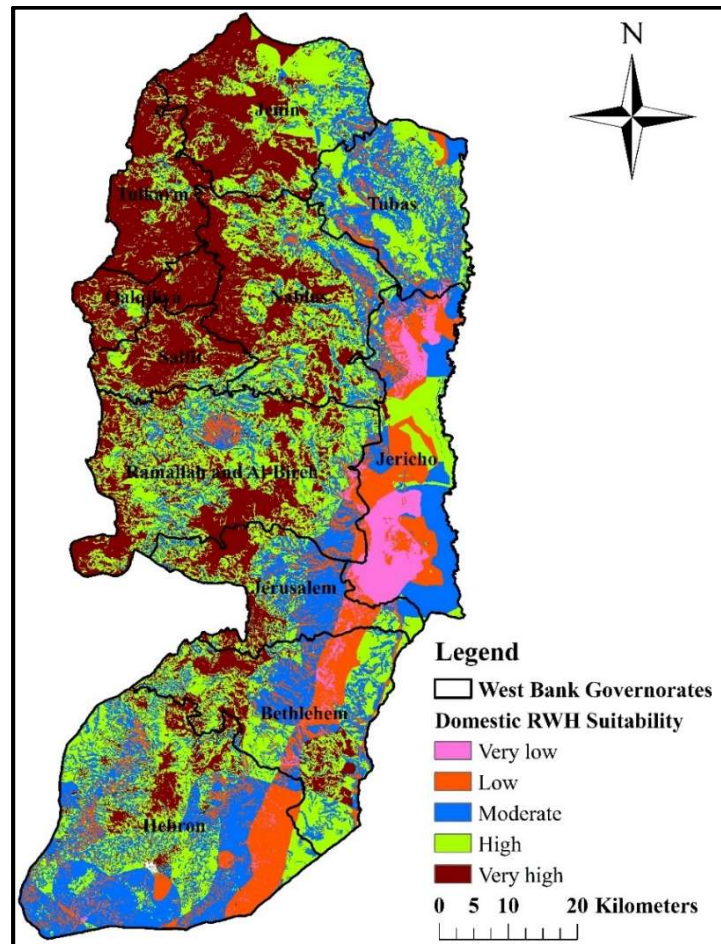 N
Jenin
Tulkarm
Tubas
Qalqiliya
Nablus
Salfit
Jericho
Ramallah and Al Bireh
Jerusalem
Legend
West Bank Governorates
Bethlehem
Domestic RWH Suitability
Very low
Low
Moderate
Hebron
High
Very high
0 5 10 20 Kilometers